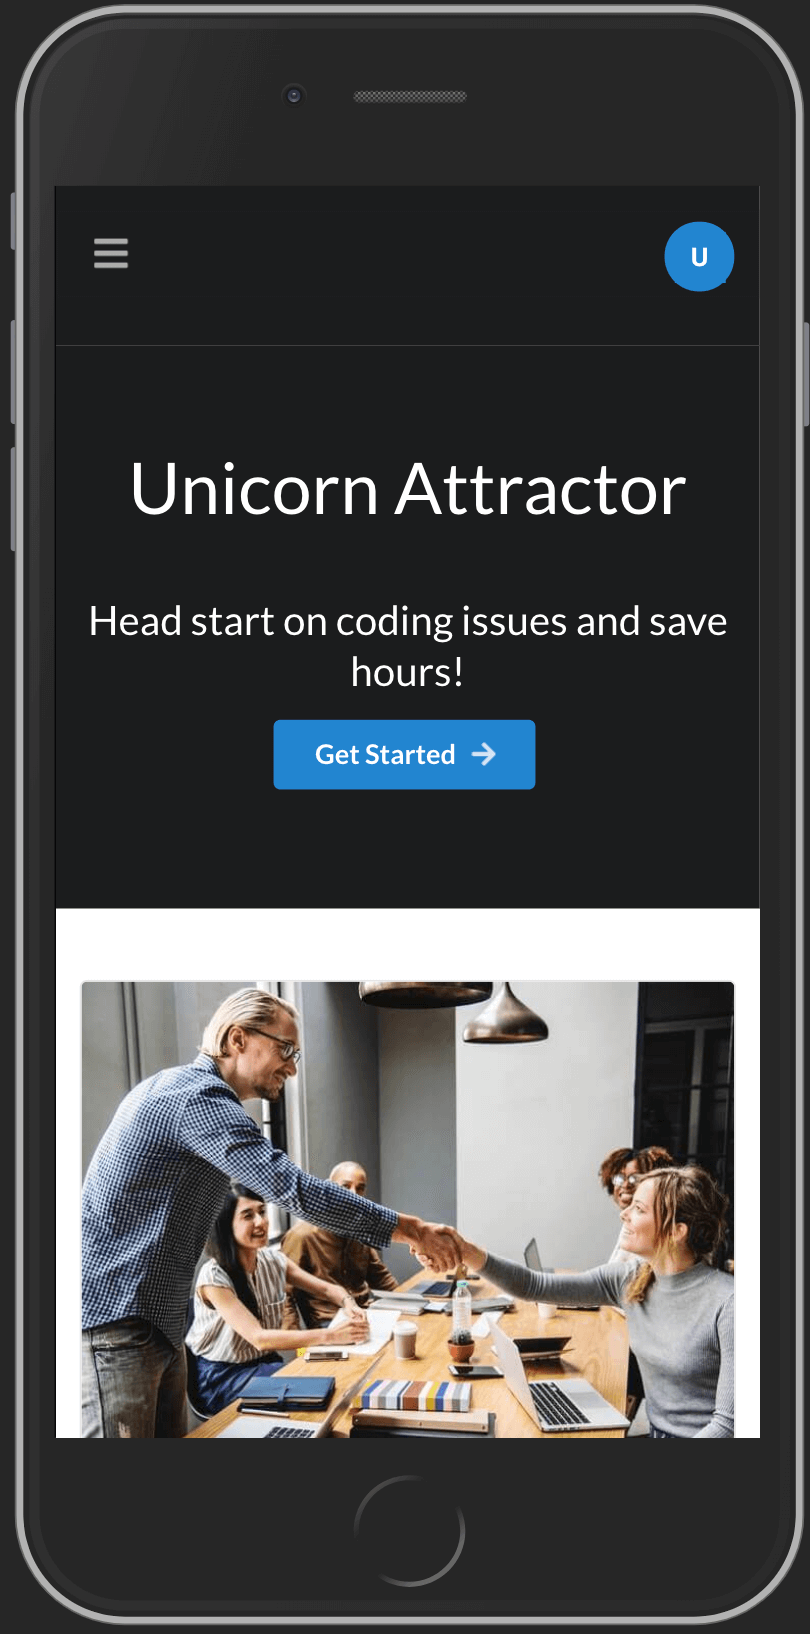 U
Unicorn Attractor
Head start on coding issues and save
hours!
Get Started